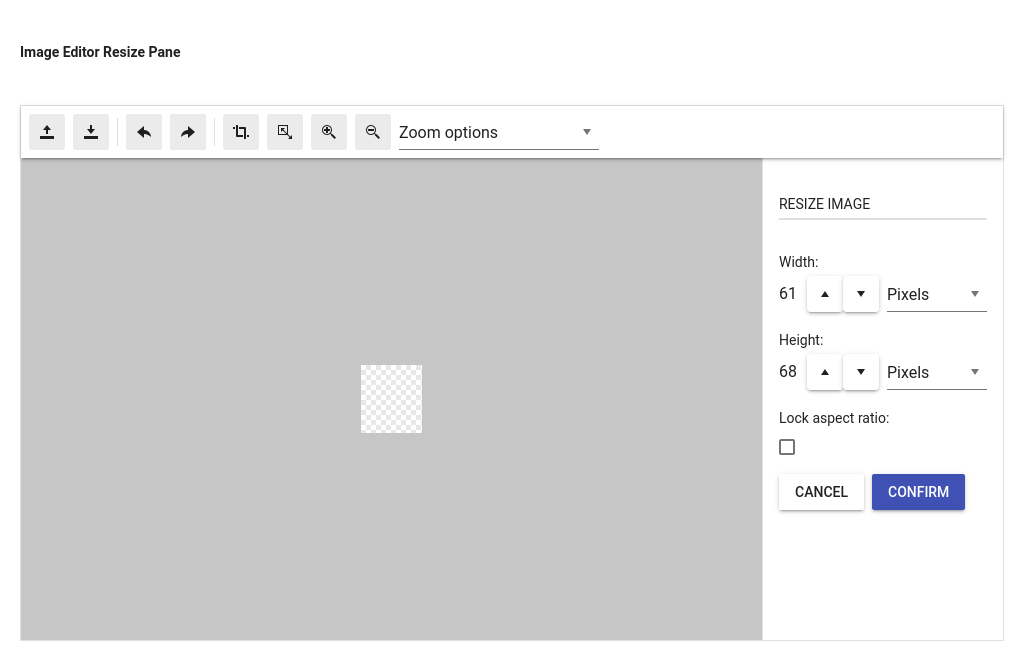 Image Editor Resize Pane
Zoom options
RESIZE IMAGE
Width:
61
Pixels
Height:
68
Pixels
Lock aspect ratio:
CANCEL
CONFIRM